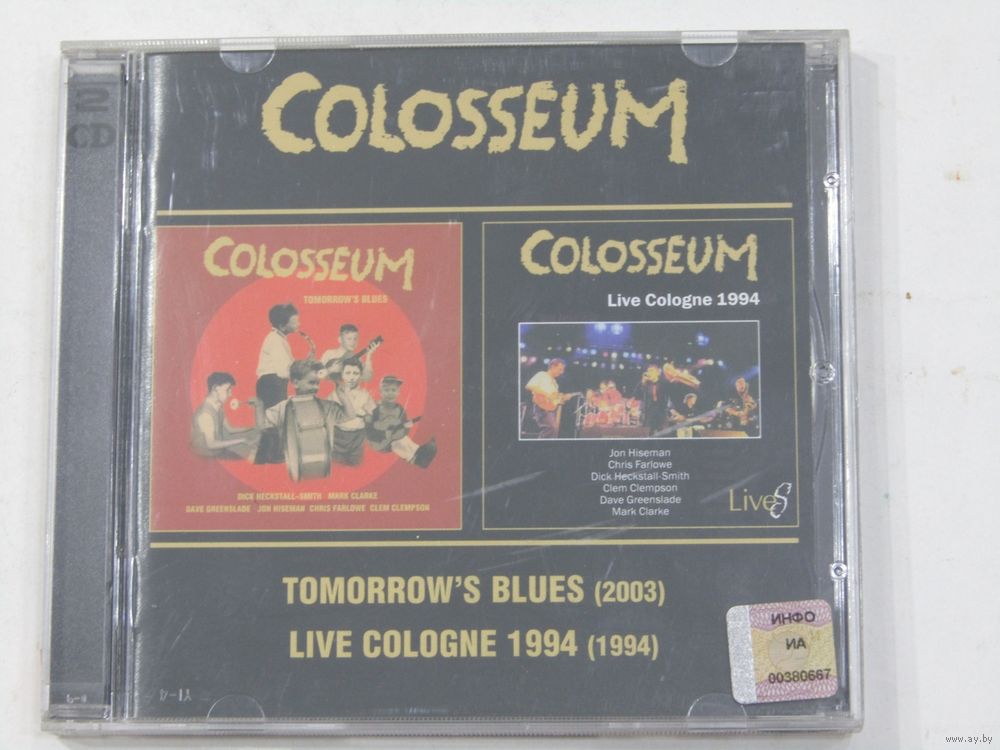 2
CD
COLOSSEUM
COLOSSEUM
TOMORROW'S BLUES
DICK HECKSTALL-SMITH MARK CLARKE
DAVE GREENSLADE JON HISEMAN CHRIS FARLOWE CLEM CLEMPSON
COLOSSEUM
Live Cologne 1994
Jon Hiseman
Chris Farlowe
Dick Heckstall-Smith
Clem Clempson
Dave Greenslade
Mark Clarke
Live
TOMORROW'S BLUES (2003)
LIVE COLOGNE 1994 (1994)
ИНФО
ИА
00380667
www.ay.by